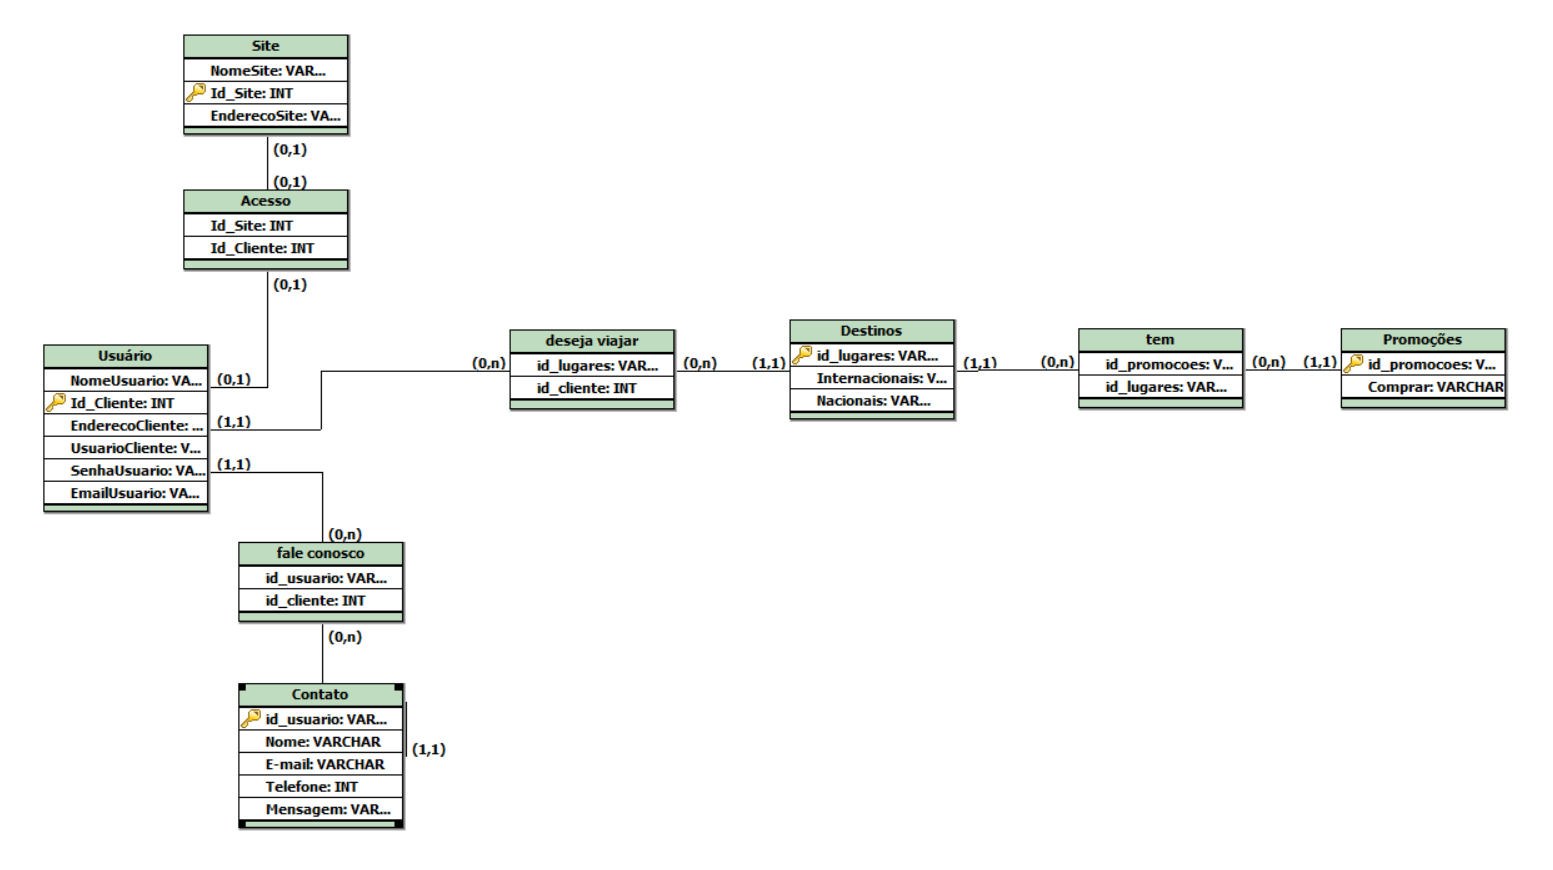 Site
NomeSite: VAR...
Id_Site: INT
EnderecoSite: VA...
(0,1)
(0,1)
Acesso
Id_Site: INT
Id_Cliente: INT
(0,1)
Usuário
NomeUsuario: VA...
Id_Cliente: INT
EnderecoCliente: ...
UsuarioCliente: V...
SenhaUsuario: VA...
EmailUsuario: VA...
(0,1)
(1,1)
(1,1)
(0,n)
deseja viajar
id_lugares: VAR...
id_cliente: INT
(0,n)
(1,1)
Destinos
id_lugares: VAR...
Internacionais: V...
Nacionais: VAR...
(1,1)
(0,n)
tem
id_promocoes: V...
id_lugares: VAR...
(0,n)
(1,1)
Promoções
id_promocoes: V...
Comprar: VARCHAR
(0,n)
fale conosco
id_usuario: VAR...
id_cliente: INT
(0,n)
Contato
id_usuario: VAR...
Nome: VARCHAR
E-mail: VARCHAR
Telefone: INT
Mensagem: VAR...
(1,1)